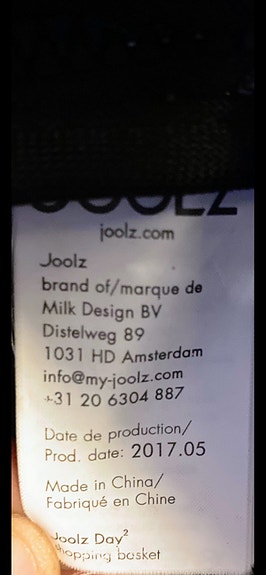 JOOLZ
joolz.com
Joolz
brand of/marque de
Milk Design BV
Distelweg 89
1031 HD Amsterdam
info@my-joolz.com
+31 20 6304 887
Date de production/
Prod. date: 2017.05
Made in China/
Fabriqué en Chine
Joolz Day²
shopping basket